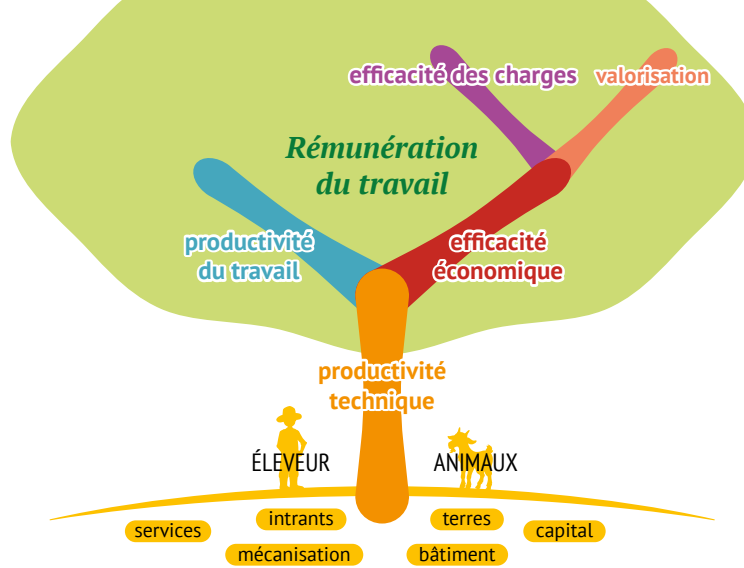 efficacité des charges
valorisation
Rémunération
du travail
productivité
du travail
efficacité
économique
productivité
technique
ÉLEVEUR
ANIMAUX
services
intrants
terres
capital
mécanisation
bâtiment